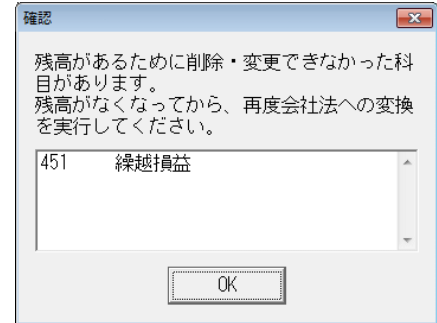 確認
残高があるために削除・変更できなかった科
目があります。
残高がなくなってから、再度会社法への変換
を実行してください。
451 繰越損益
OK